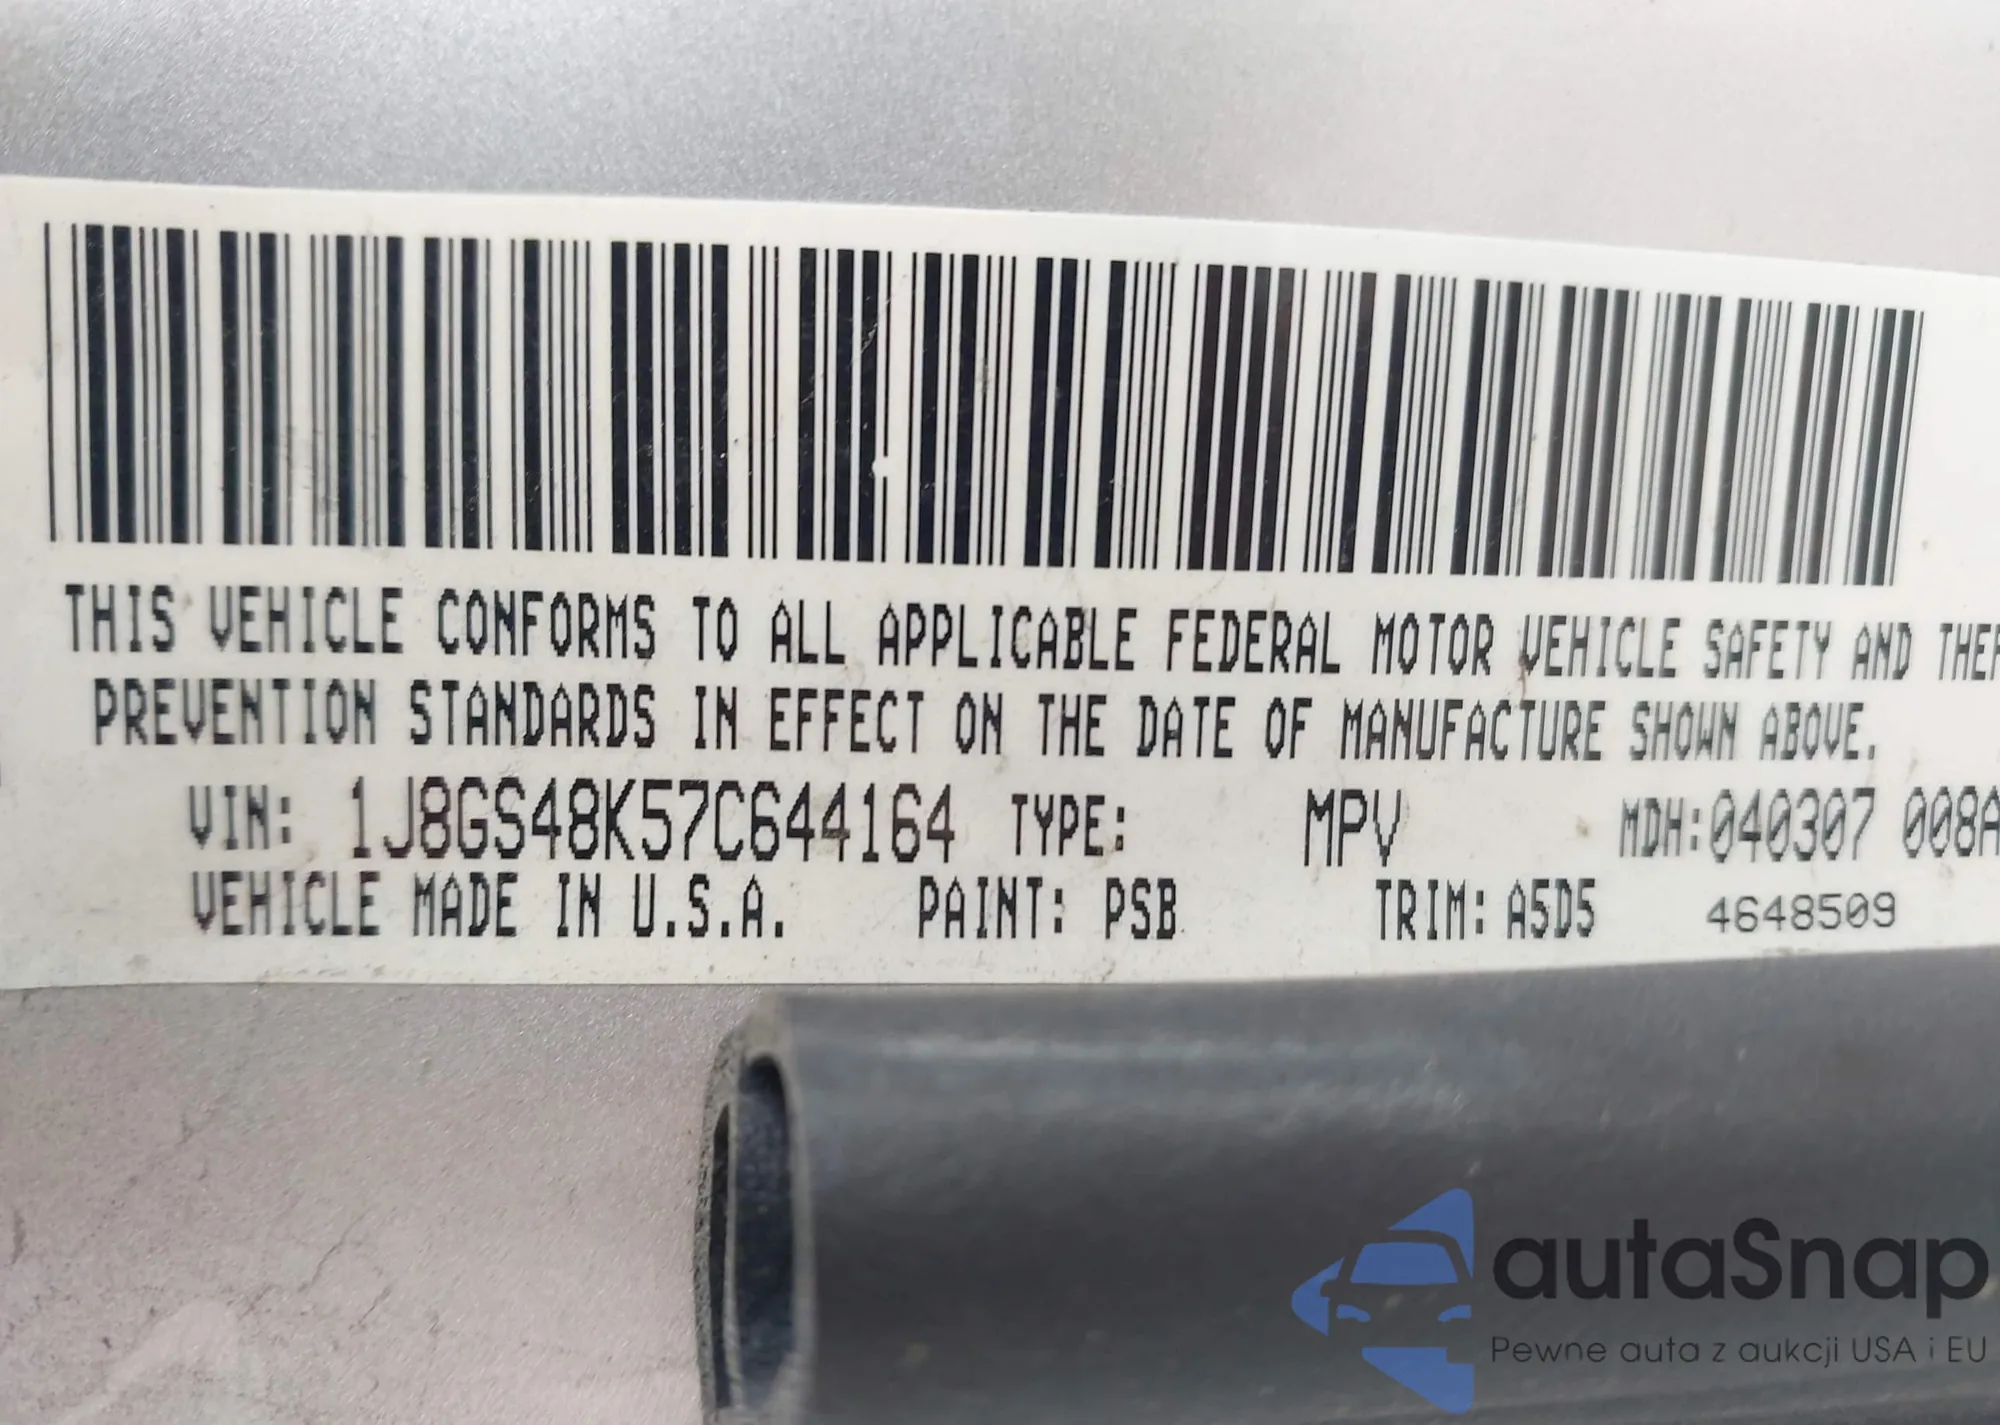 THIS VEHICLE CONFORMS TO ALL APPLICABLE FEDERAL MOTOR VEHICLE SAFETY AND THEF
PREVENTION STANDARDS IN EFFECT ON THE DATE OF MANUFACTURE SHOWN ABOVE.
VIN: 1J8GS48K57C644164 TYPE: MPV MDH:040307 008A
VEHICLE MADE IN U.S.A. PAINT: PSB TRIM: A5D5 4648509
autaSnap
Pewne auta z aukcji USA i EU